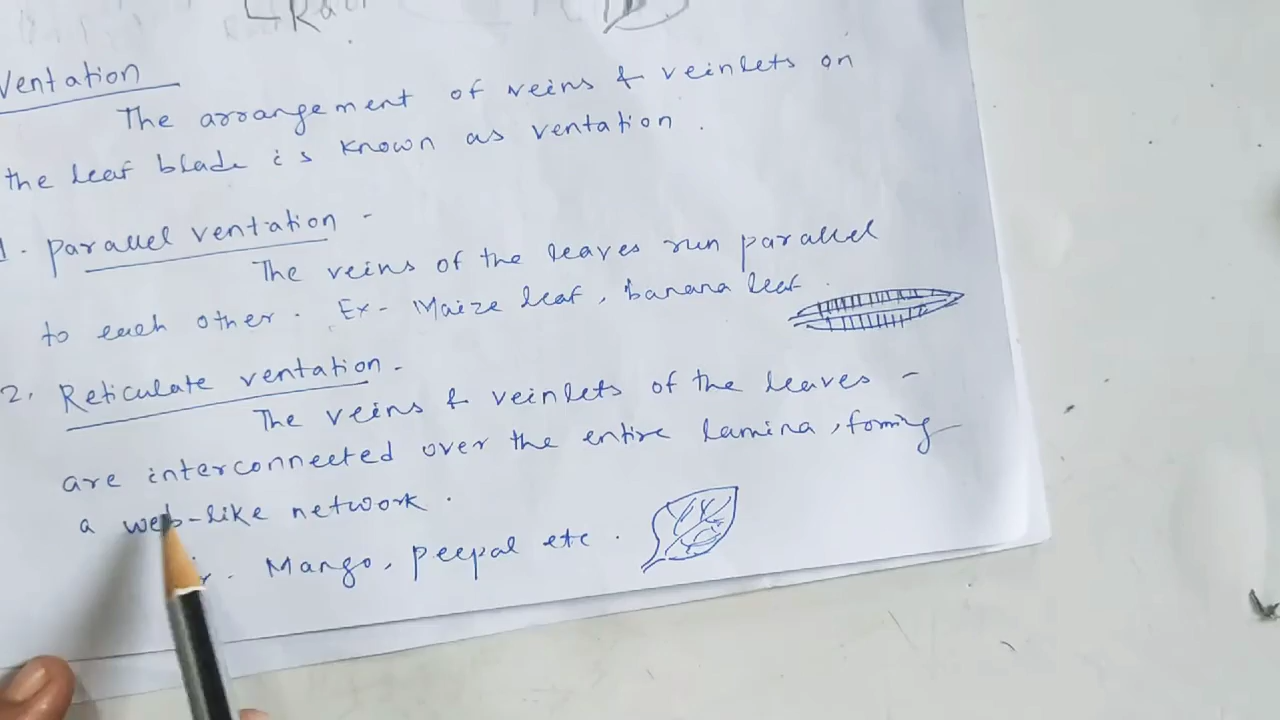 Ventation
The arrangement of veins & veinlets on
the leaf blade is known as ventation.
1. Parallel ventation -
The veins of the leaves run parallel
to each other. Ex- Maize leaf, banana leaf.
2. Reticulate ventation -
The veins & veinlets of the leaves -
are interconnected over the entire lamina, forming
a web-like network.
Mango, peepal etc.